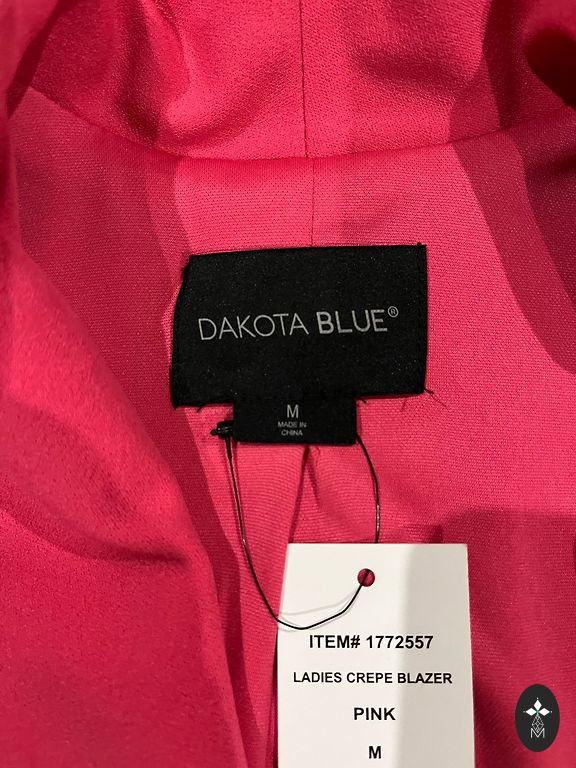 DAKOTA BLUE®
M
MADE IN
CHINA
ITEM# 1772557
LADIES CREPE BLAZER
PINK
M
M